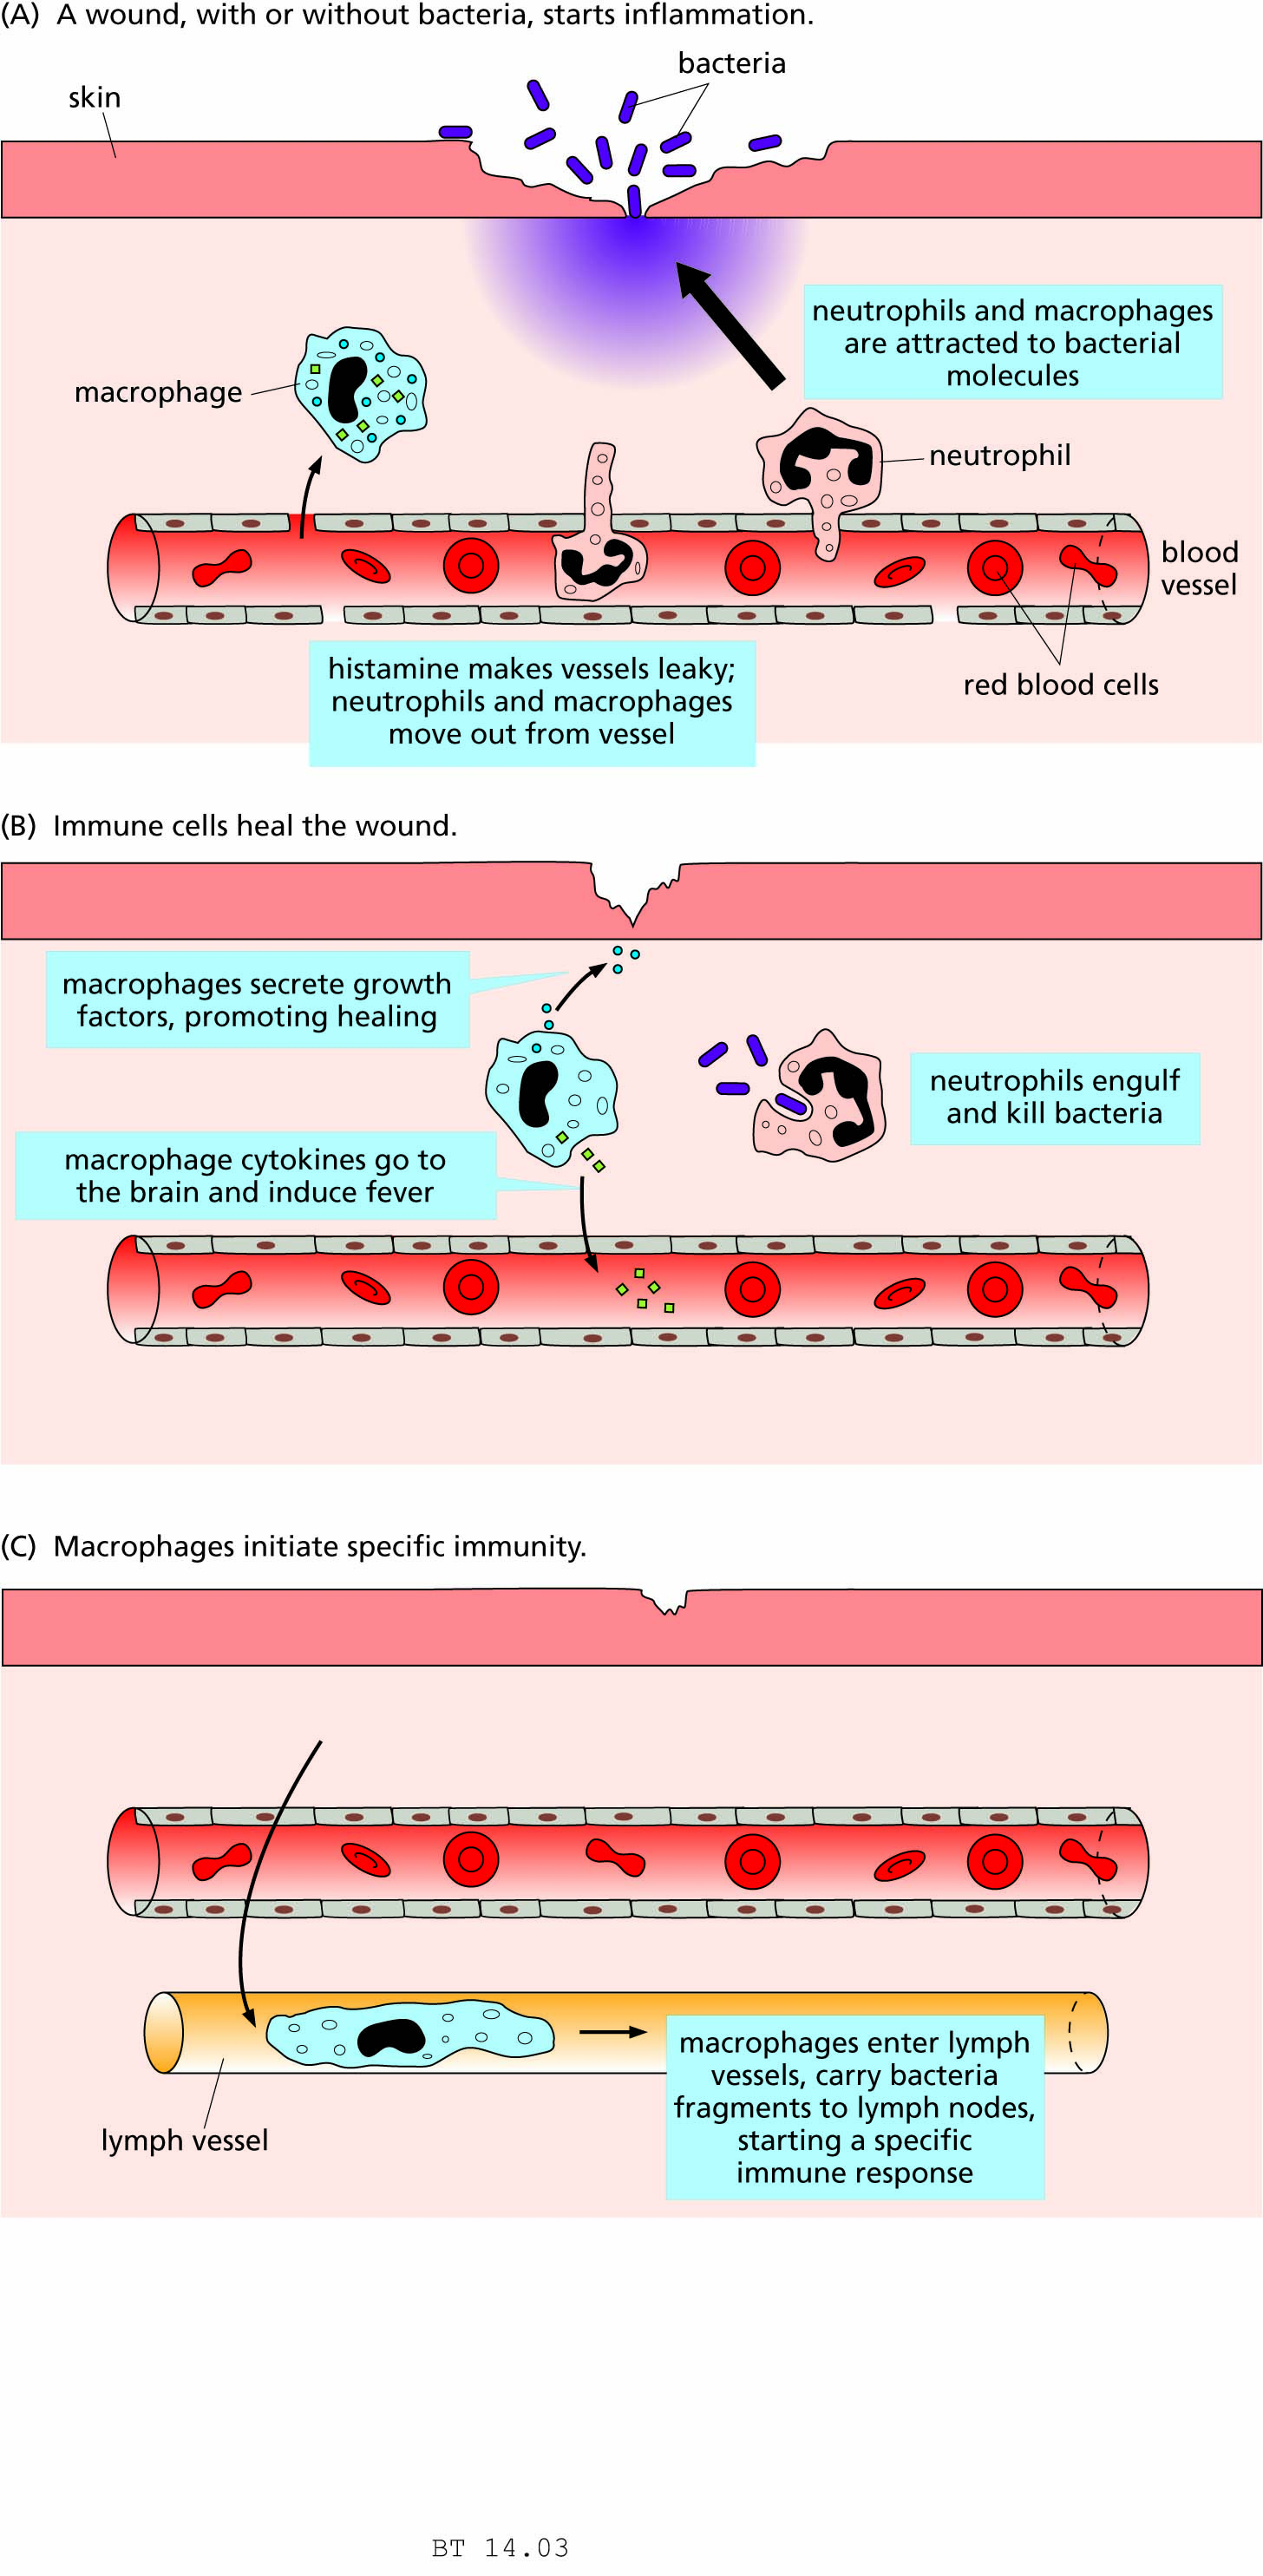 (A) A wound, with or without bacteria, starts inflammation.
bacteria
skin
neutrophils and macrophages
are attracted to bacterial
molecules
macrophage
neutrophil
blood
vessel
histamine makes vessels leaky;
neutrophils and macrophages
move out from vessel
red blood cells
(B) Immune cells heal the wound.
macrophages secrete growth
factors, promoting healing
neutrophils engulf
and kill bacteria
macrophage cytokines go to
the brain and induce fever
(C) Macrophages initiate specific immunity.
macrophages enter lymph
vessels, carry bacteria
fragments to lymph nodes,
starting a specific
immune response
lymph vessel
BT 14.03